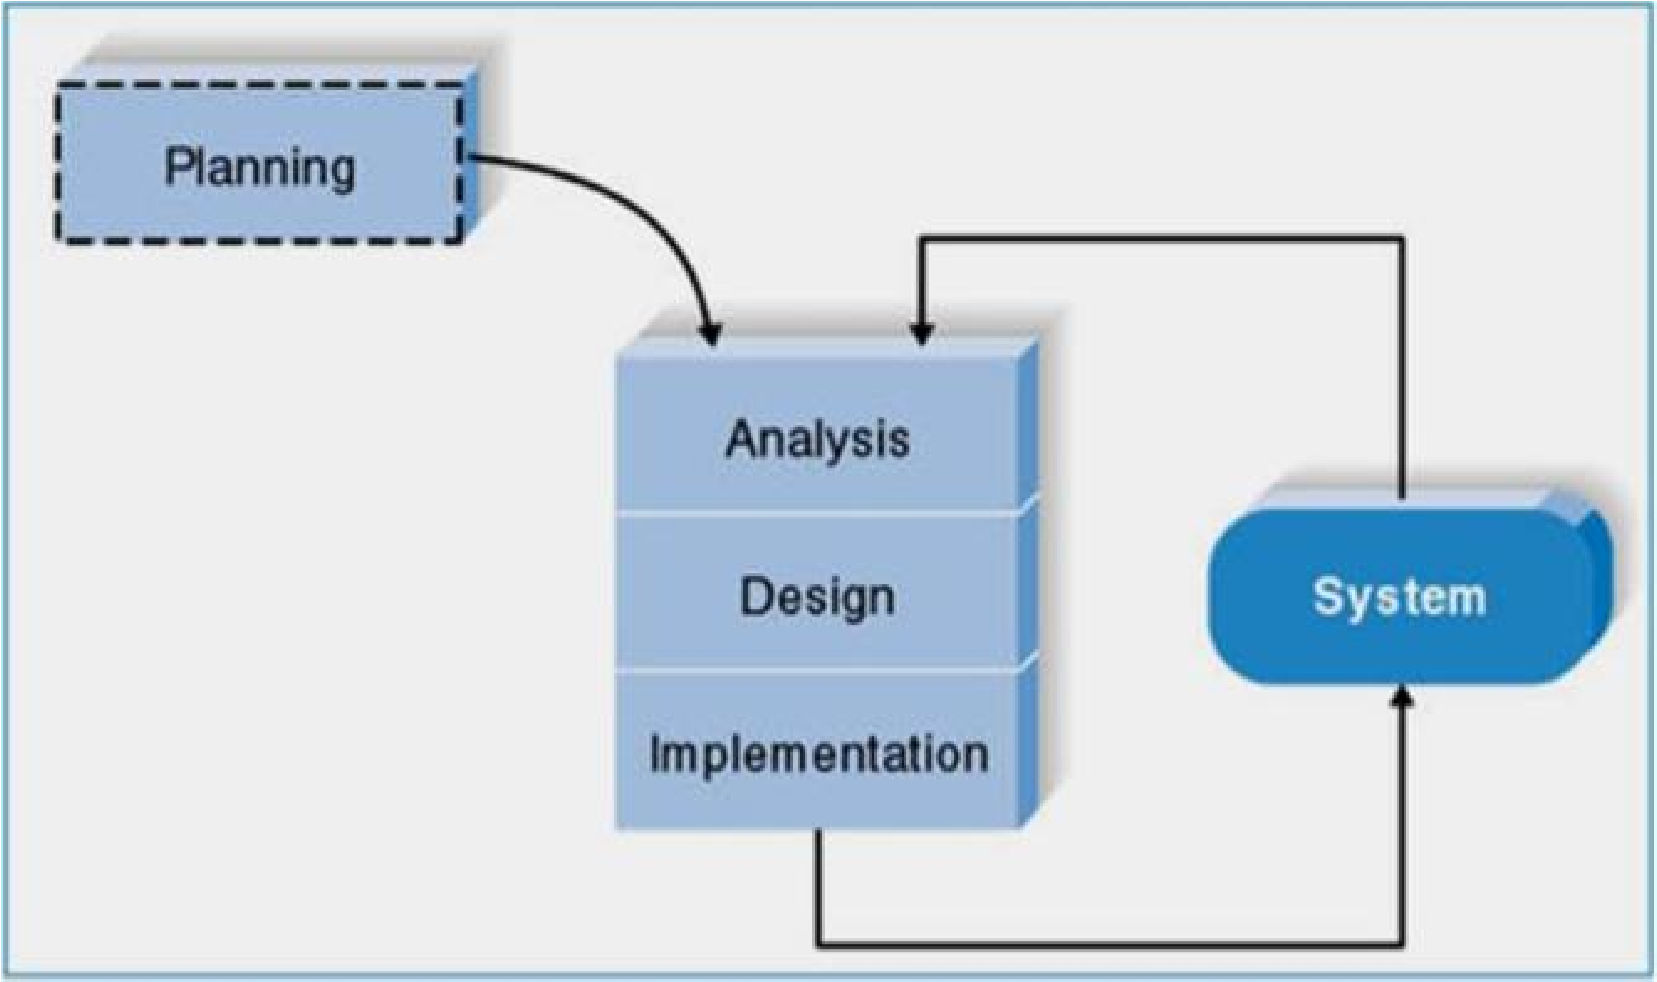 Planning
Analysis
Design
Implementation
System